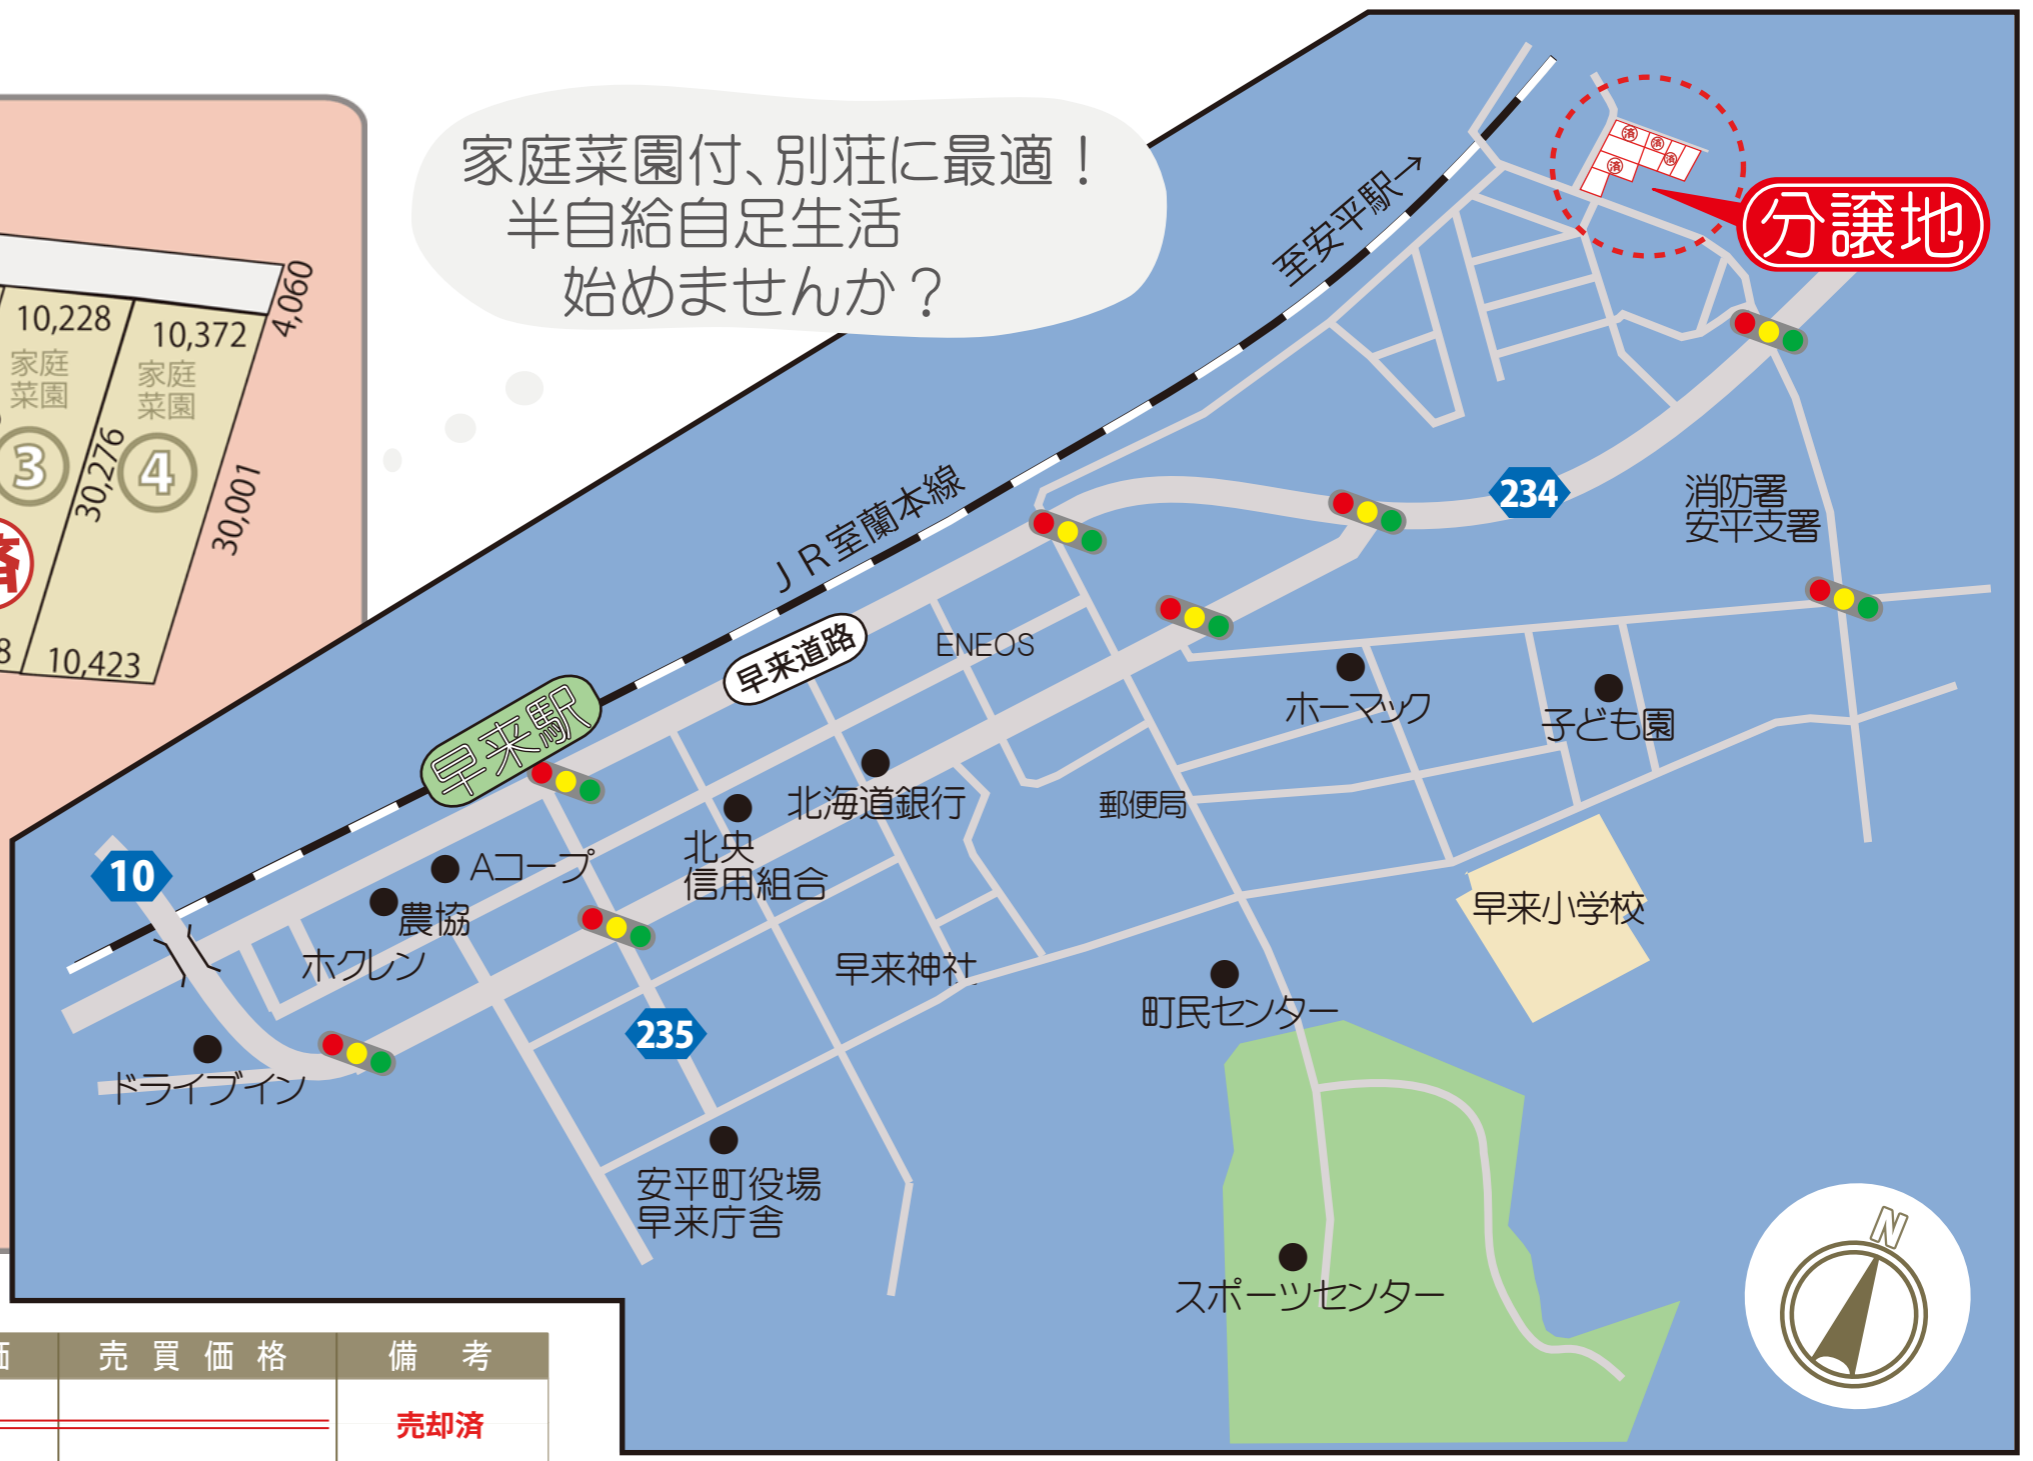 家庭菜園付、別荘に最適！
半自給自足生活
始めませんか？
10,228
10,372
4,060
家庭
菜園
家庭
菜園
3
4
30,276
30,001
済
8
10,423
至安平駅→
済
済
済
済
分譲地
234
消防署
安平支署
ＪＲ室蘭本線
早来道路
ENEOS
早来駅
ホーマック
子ども園
北海道銀行
郵便局
北央
信用組合
10
Aコープ
農協
ホクレン
早来小学校
早来神社
町民センター
235
ドライブイン
安平町役場
早来庁舎
スポーツセンター
N
価
売買価格
備考
売却済